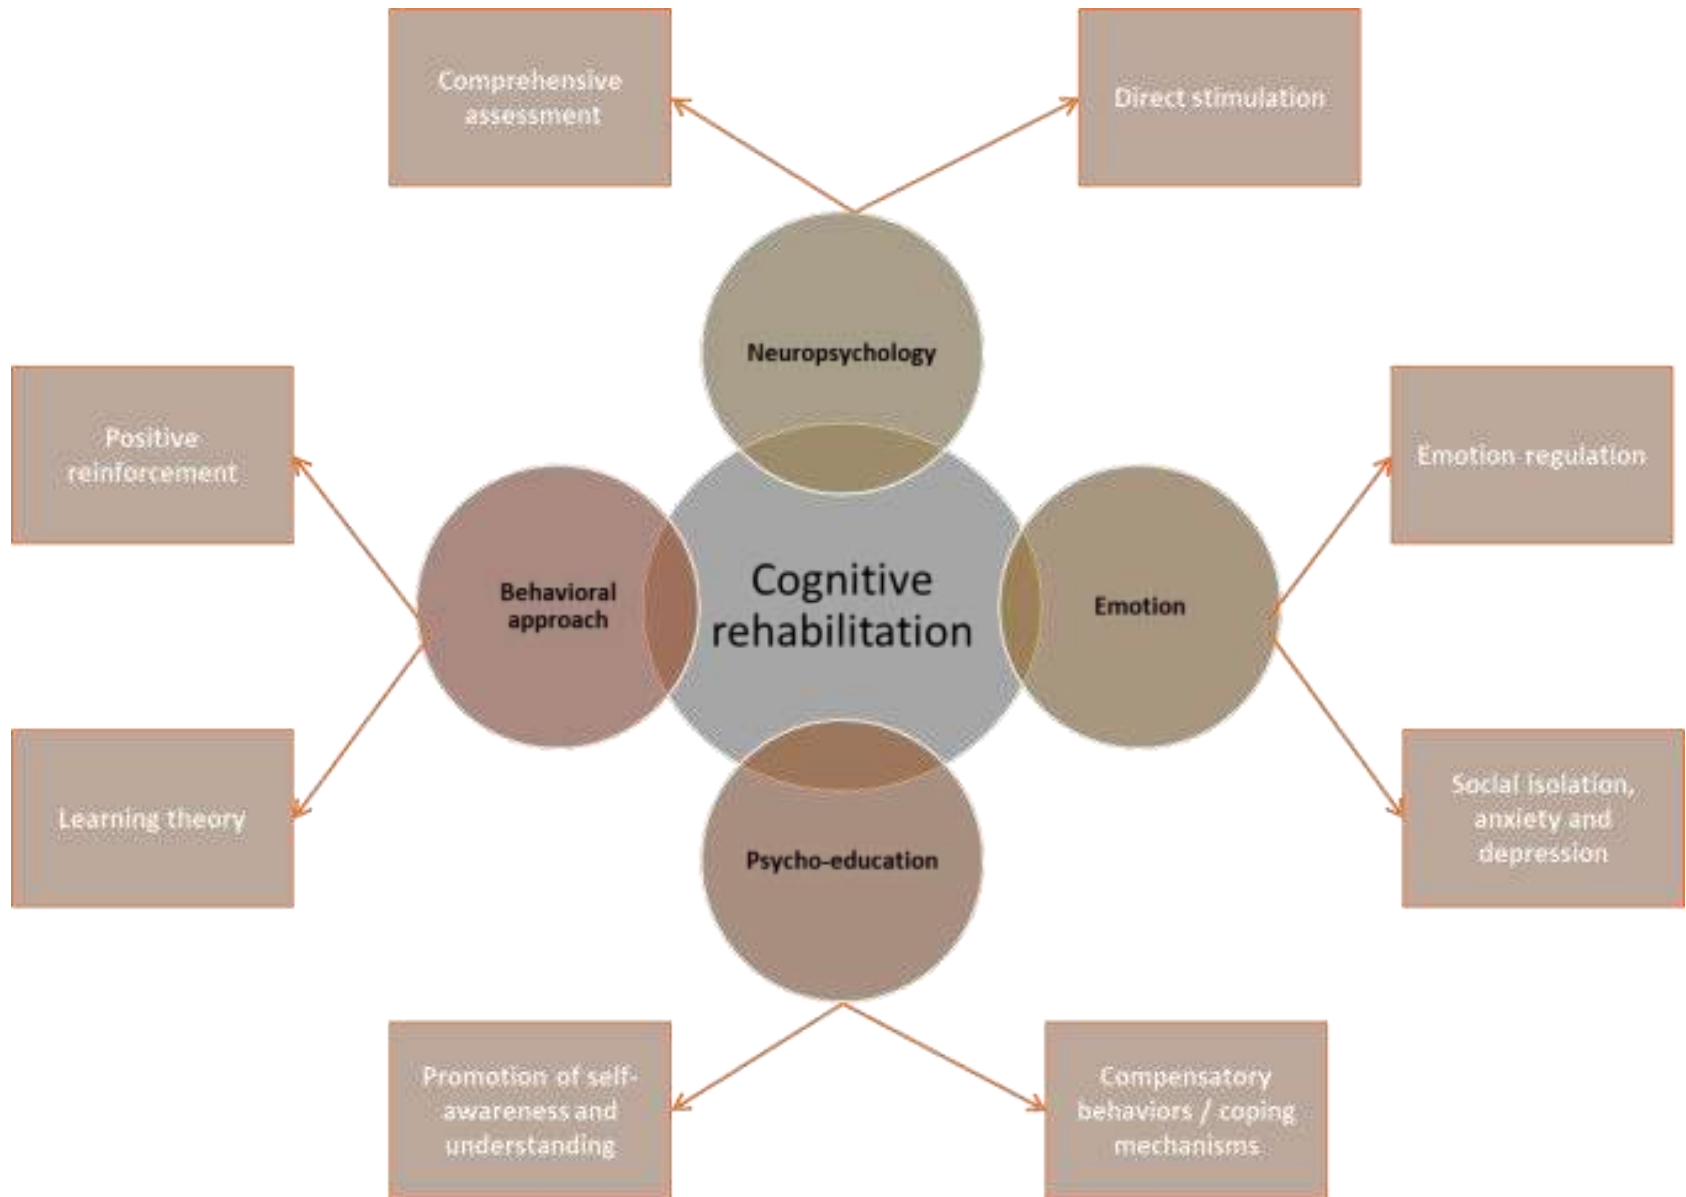 Comprehensive
assessment
Direct stimulation
Neuropsychology
Positive
reinforcement
Emotion regulation
Behavioral
approach
Cognitive
rehabilitation
Emotion
Learning theory
Social isolation,
anxiety and
depression
Psycho-education
Promotion of self-
awareness and
understanding
Compensatory
behaviors / coping
mechanisms